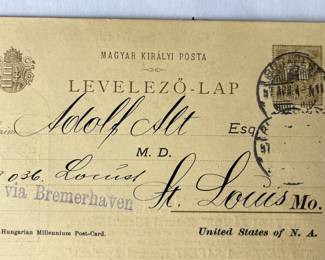 MAGYAR KIRÁLYI POSTA
LEVELEZŐ-LAP
Adolf Alt Esq
M. D.
036. Locust
via Bremerhaven
St. Louis Mo.
Hungarian Millennium Post-Card.
United States of N. A.